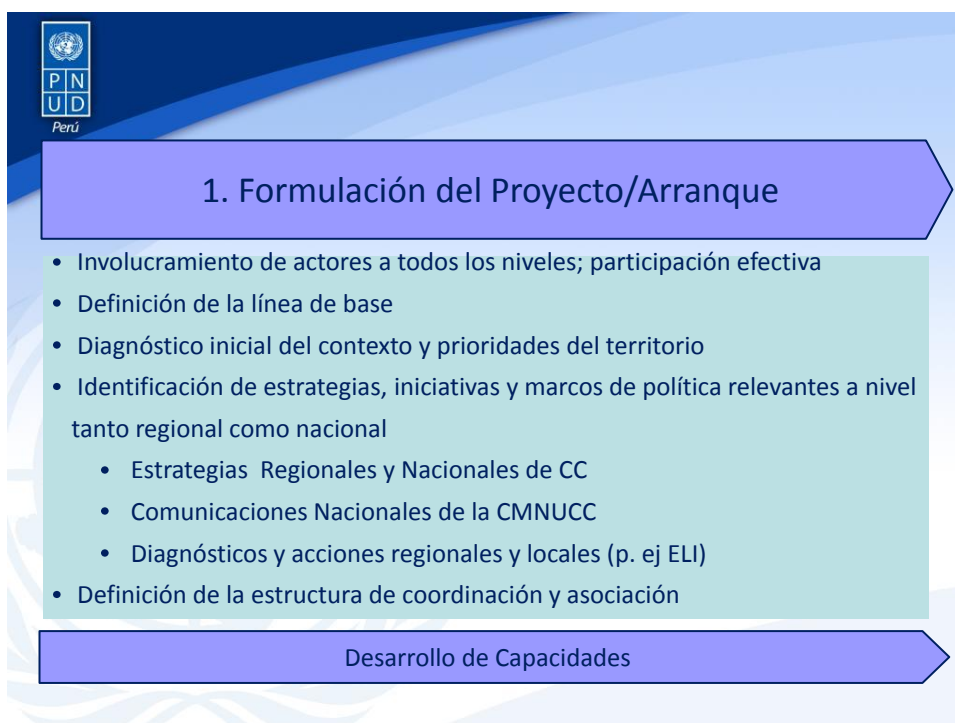 P N
U D
Perú
1. Formulación del Proyecto/Arranque
• Involucramiento de actores a todos los niveles; participación efectiva
• Definición de la línea de base
• Diagnóstico inicial del contexto y prioridades del territorio
• Identificación de estrategias, iniciativas y marcos de política relevantes a nivel
tanto regional como nacional
• Estrategias Regionales y Nacionales de CC
• Comunicaciones Nacionales de la CMNUCC
• Diagnósticos y acciones regionales y locales (p. ej ELI)
• Definición de la estructura de coordinación y asociación
Desarrollo de Capacidades